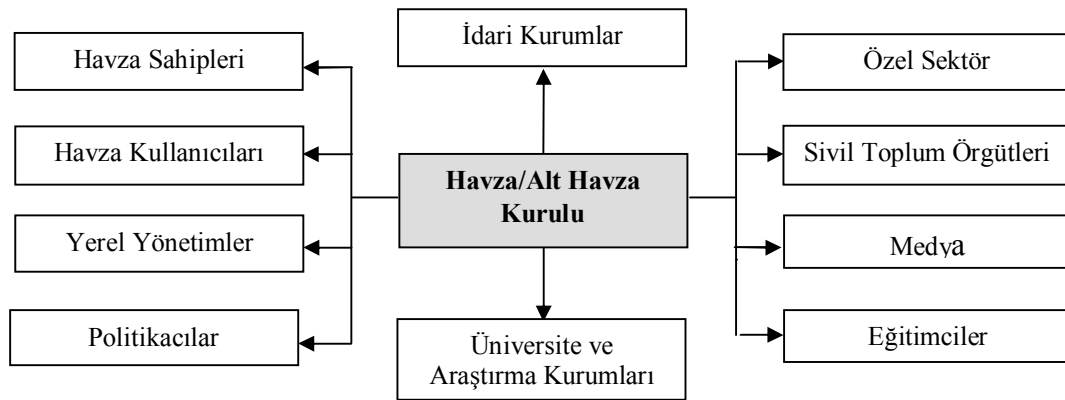 Havza Sahipleri
İdari Kurumlar
Özel Sektör
Havza Kullanıcıları
Havza/Alt Havza
Kurulu
Sivil Toplum Örgütleri
Yerel Yönetimler
Medya
Politikacılar
Üniversite ve
Araştırma Kurumları
Eğitimciler